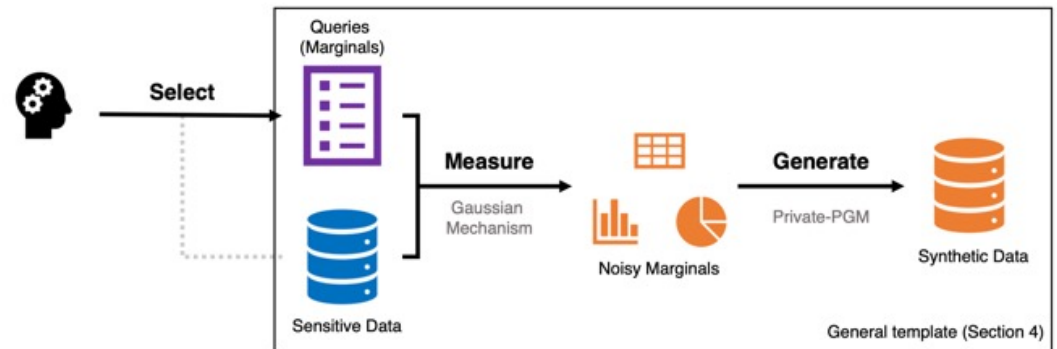 Queries
(Marginals)
Select
Measure
Gaussian
Mechanism
Generate
Private-PGM
Noisy Marginals
Synthetic Data
Sensitive Data
General template (Section 4)